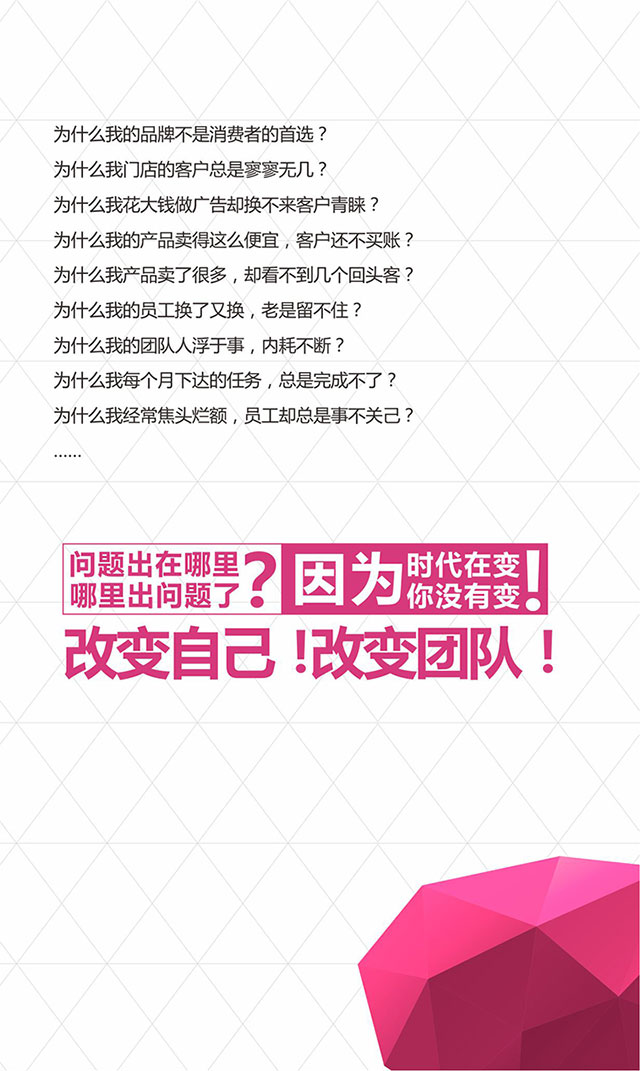 为什么我的品牌不是消费者的首选？
为什么我门店的客户总是寥寥无几？
为什么我花大钱做广告却换不来客户青睐？
为什么我的产品卖得这么便宜，客户还不买账？
为什么我产品卖了很多，却看不到几个回头客？
为什么我的员工换了又换，老是留不住？
为什么我的团队人浮于事，内耗不断？
为什么我每个月下达的任务，总是完成不了？
为什么我经常焦头烂额，员工却总是事不关己？
......
问题出在哪里
哪里出问题了？
因为
时代在变
你没有变！
改变自己！改变团队！